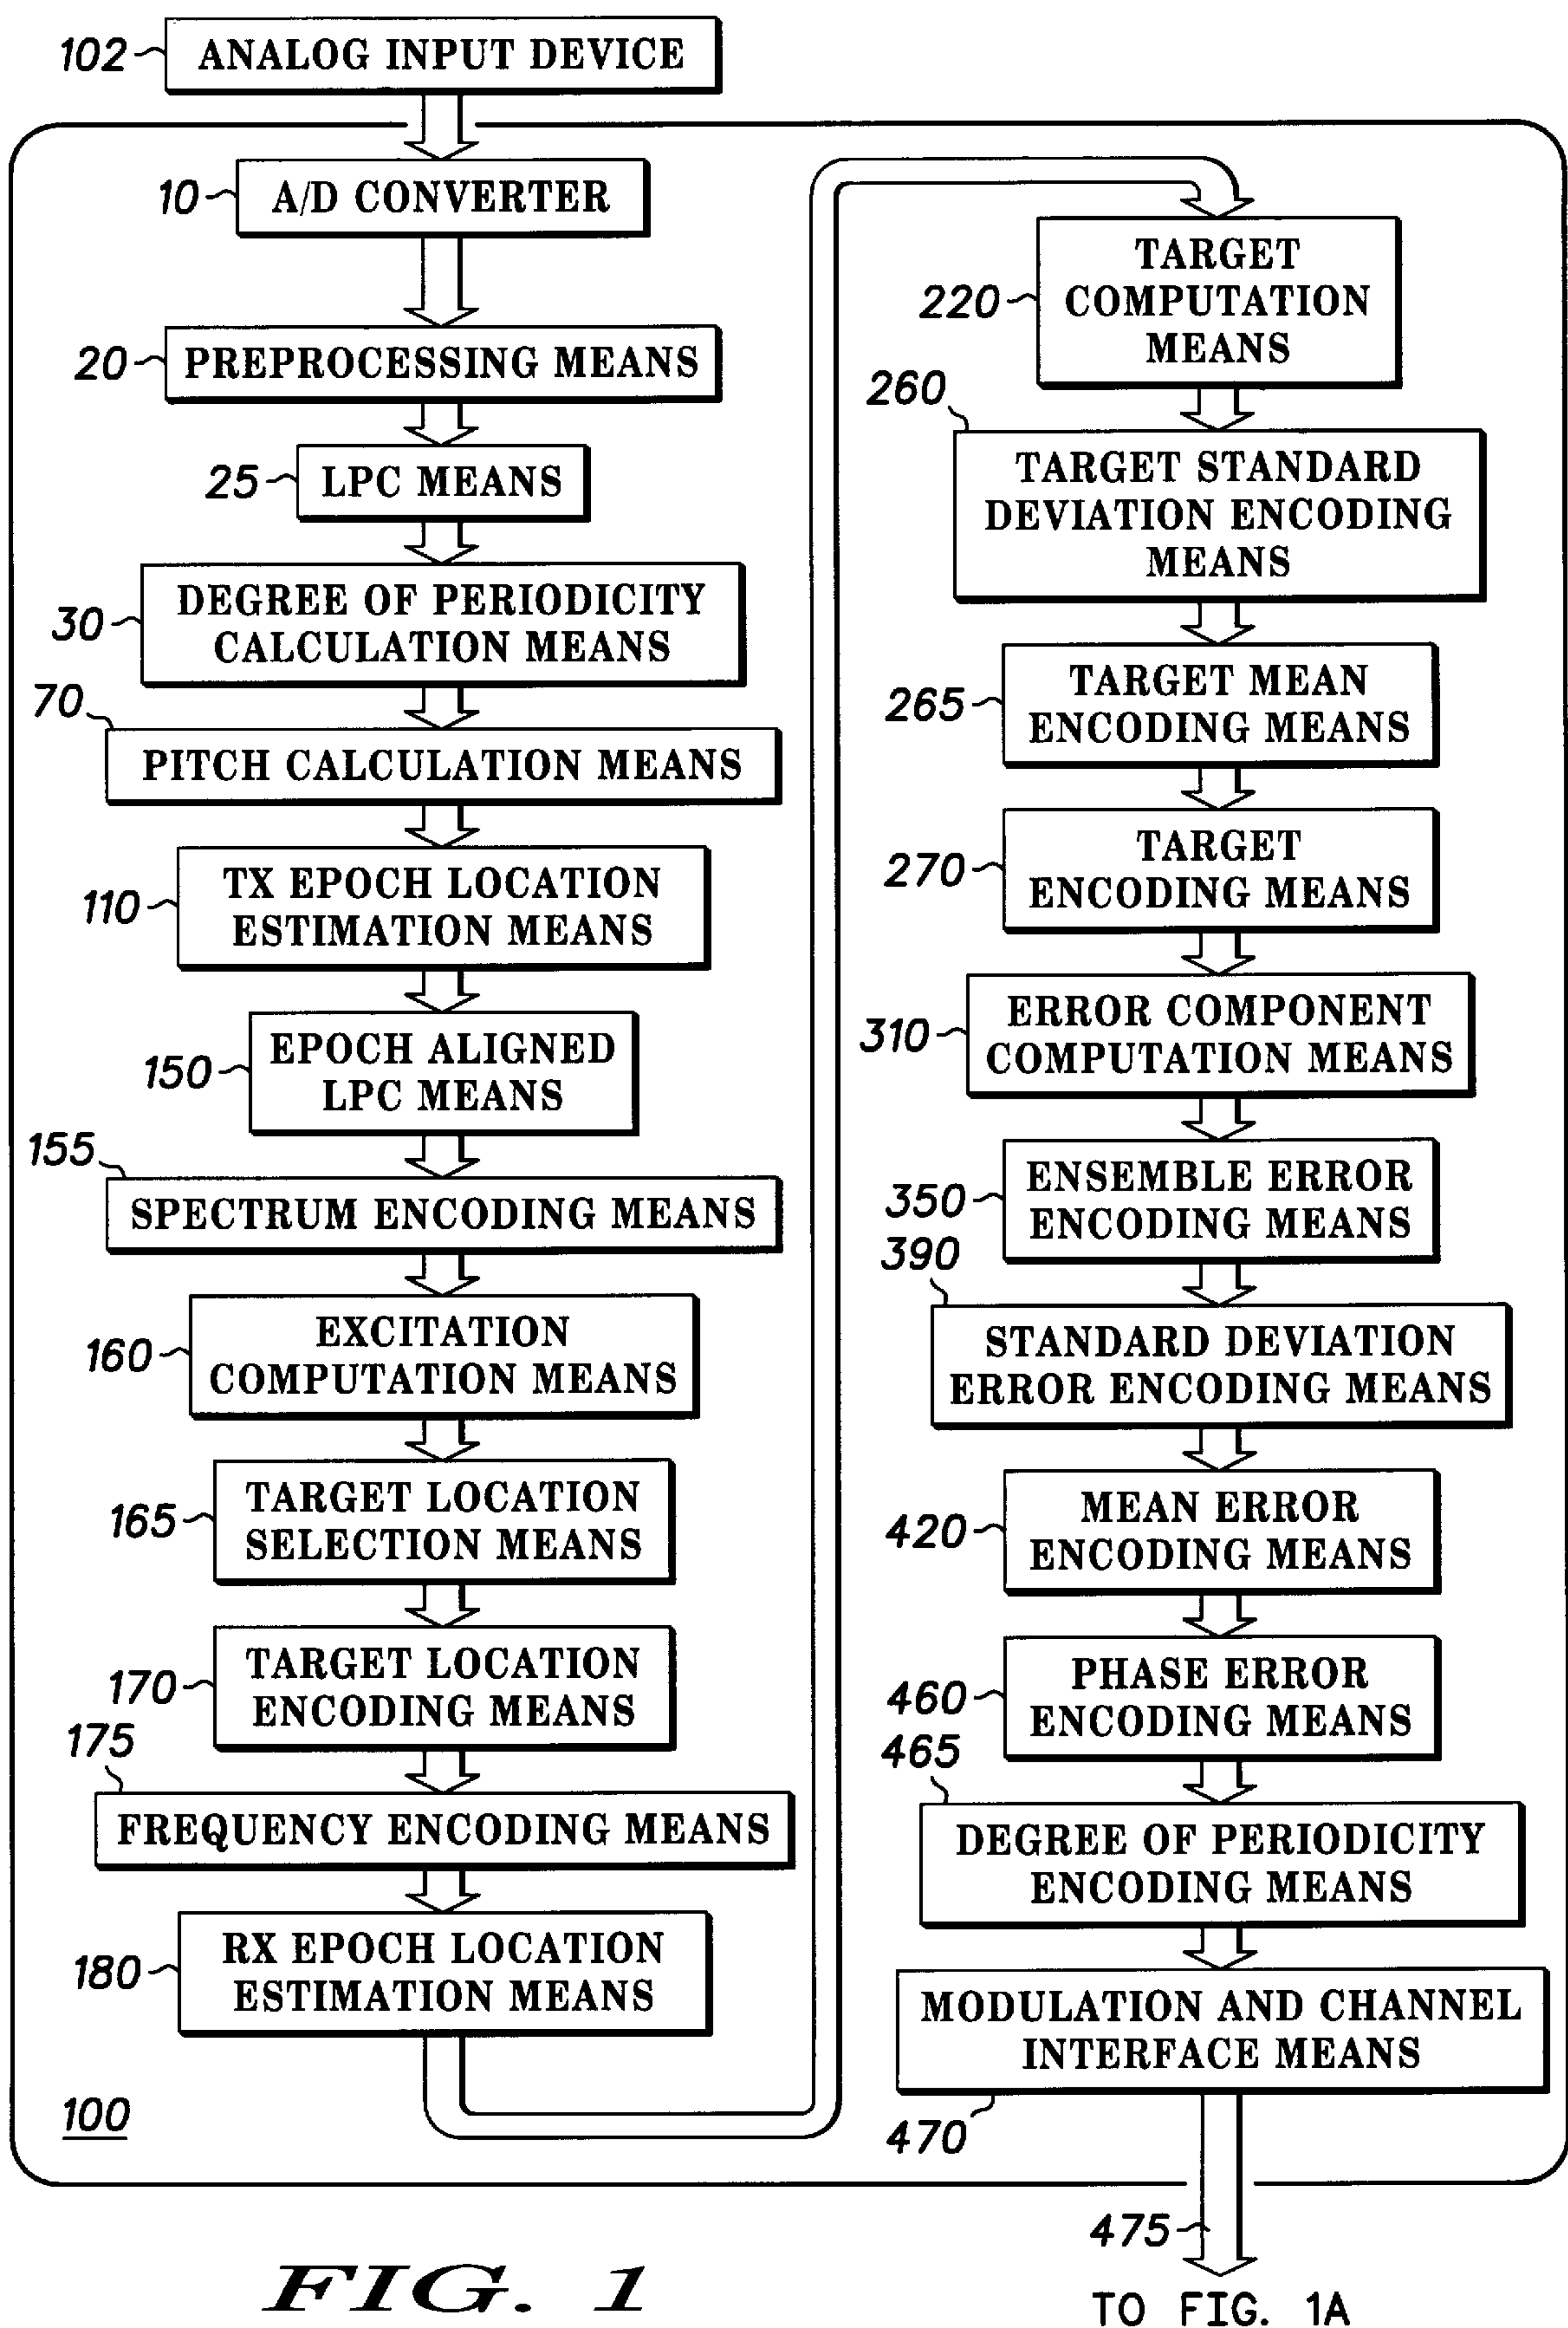 102
ANALOG INPUT DEVICE
10
A/D CONVERTER
20
PREPROCESSING MEANS
25
LPC MEANS
30
DEGREE OF PERIODICITY
CALCULATION MEANS
70
PITCH CALCULATION MEANS
110
TX EPOCH LOCATION
ESTIMATION MEANS
150
EPOCH ALIGNED
LPC MEANS
155
SPECTRUM ENCODING MEANS
160
EXCITATION
COMPUTATION MEANS
165
TARGET LOCATION
SELECTION MEANS
170
TARGET LOCATION
ENCODING MEANS
175
FREQUENCY ENCODING MEANS
180
RX EPOCH LOCATION
ESTIMATION MEANS
100
220
TARGET
COMPUTATION
MEANS
260
TARGET STANDARD
DEVIATION ENCODING
MEANS
265
TARGET MEAN
ENCODING MEANS
270
TARGET
ENCODING MEANS
310
ERROR COMPONENT
COMPUTATION MEANS
350
ENSEMBLE ERROR
ENCODING MEANS
390
STANDARD DEVIATION
ERROR ENCODING MEANS
420
MEAN ERROR
ENCODING MEANS
460
PHASE ERROR
ENCODING MEANS
465
DEGREE OF PERIODICITY
ENCODING MEANS
MODULATION AND CHANNEL
INTERFACE MEANS
470
475
TO FIG. 1A
FIG. 1